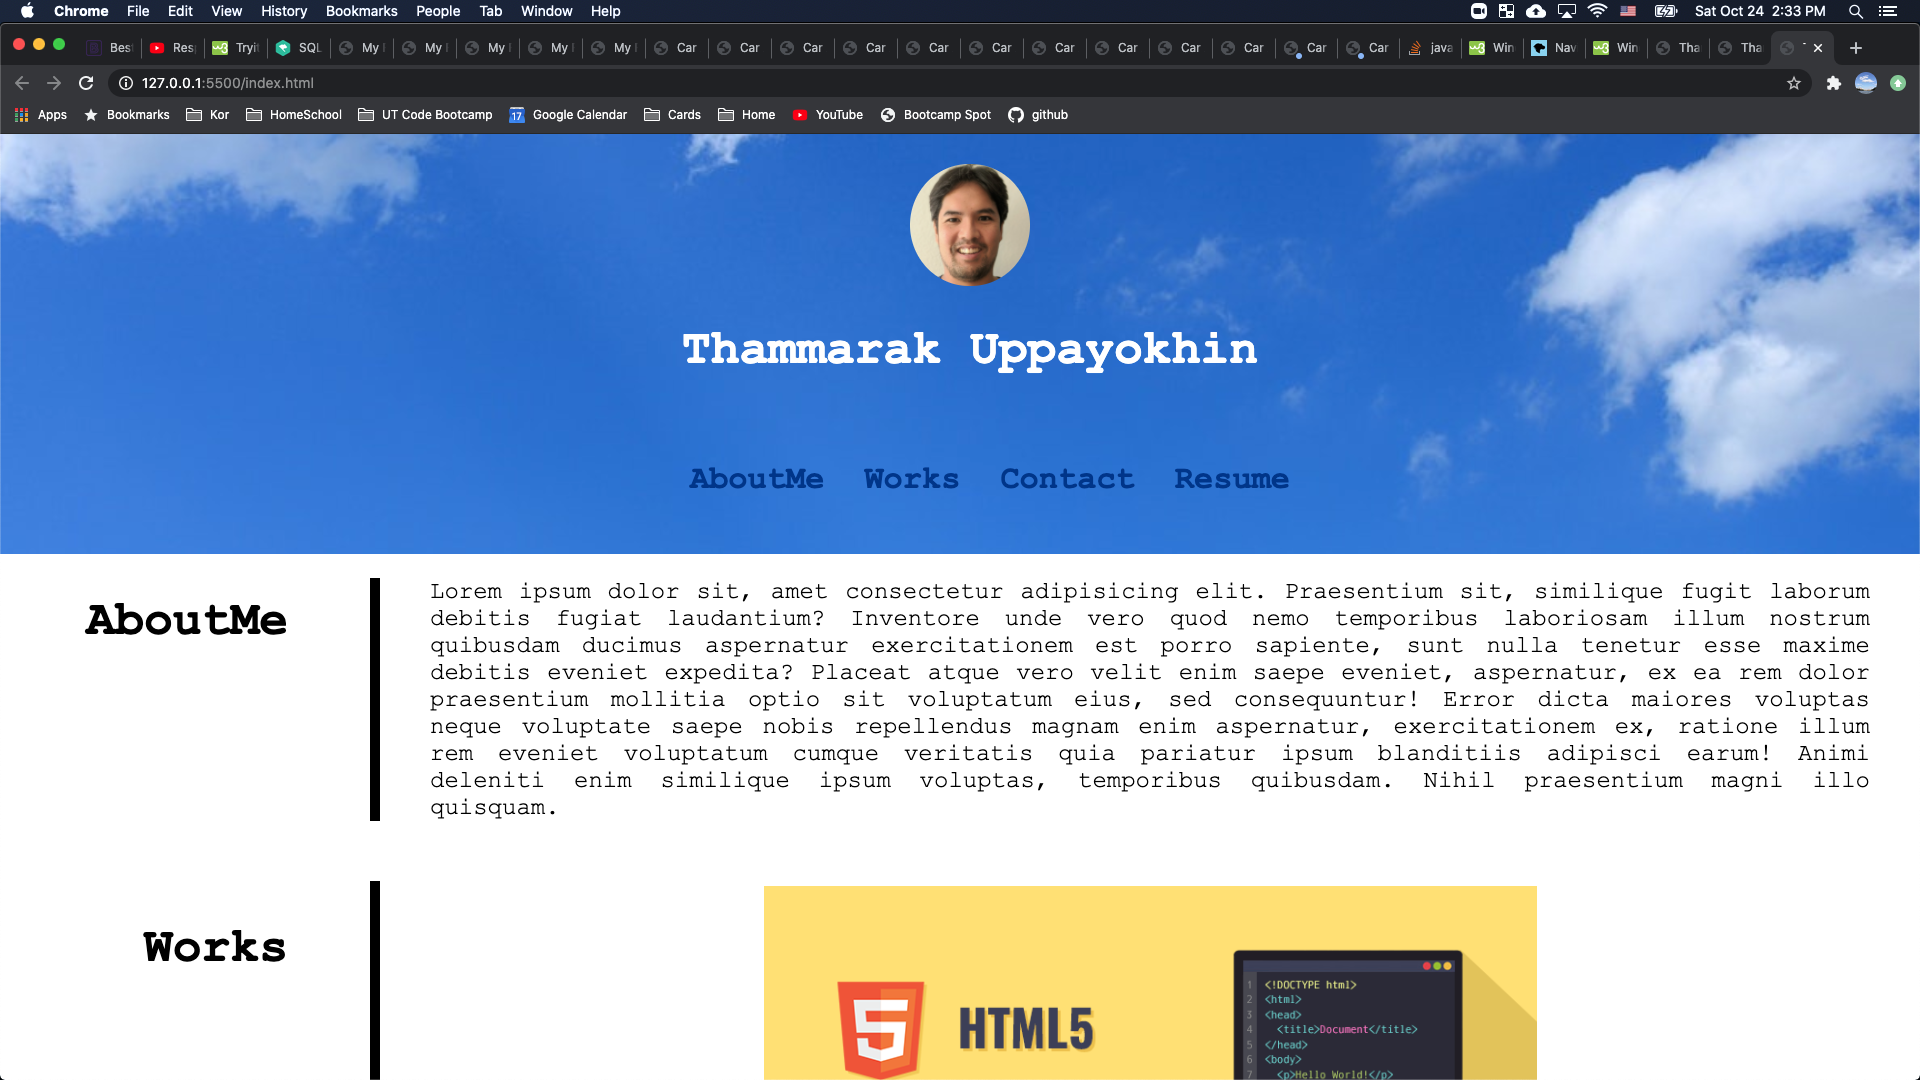 Chrome File Edit View History Bookmarks People Tab Window Help Sat Oct 24 2:33 PM
Best Res Tryit SQL My My My My My Car Car Car Car Car Car Car Car Car Car Car Car java Win Nav Win Tha Tha
127.0.0.1:5500/index.html
Apps Bookmarks Kor HomeSchool UT Code Bootcamp 17 Google Calendar Cards Home YouTube Bootcamp Spot github
Thammarak Uppayokhin
AboutMe Works Contact Resume
AboutMe
Lorem ipsum dolor sit, amet consectetur adipisicing elit. Praesentium sit, similique fugit laborum
debitis fugiat laudantium? Inventore unde vero quod nemo temporibus laboriosam illum nostrum
quibusdam ducimus aspernatur exercitationem est porro sapiente, sunt nulla tenetur esse maxime
debitis eveniet expedita? Placeat atque vero velit enim saepe eveniet, aspernatur, ex ea rem dolor
praesentium mollitia optio sit voluptatum eius, sed consequuntur! Error dicta maiores voluptas
neque voluptate saepe nobis repellendus magnam enim aspernatur, exercitationem ex, ratione illum
rem eveniet voluptatum cumque veritatis quia pariatur ipsum blanditiis adipisci earum! Animi
deleniti enim similique ipsum voluptas, temporibus quibusdam. Nihil praesentium magni illo
quisquam.
Works
5 HTML5
1 <!DOCTYPE html>
2 <html>
3 <head>
4 <title>Document</title>
5 </head>
6 <body>
7 <p>Hello World!</p>